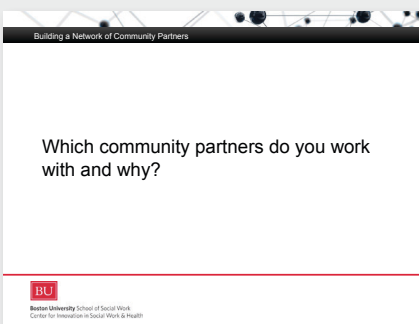 Building a Network of Community Partners
Which community partners do you work
with and why?
BU
Boston University School of Social Work
Center for Innovation in Social Work & Health